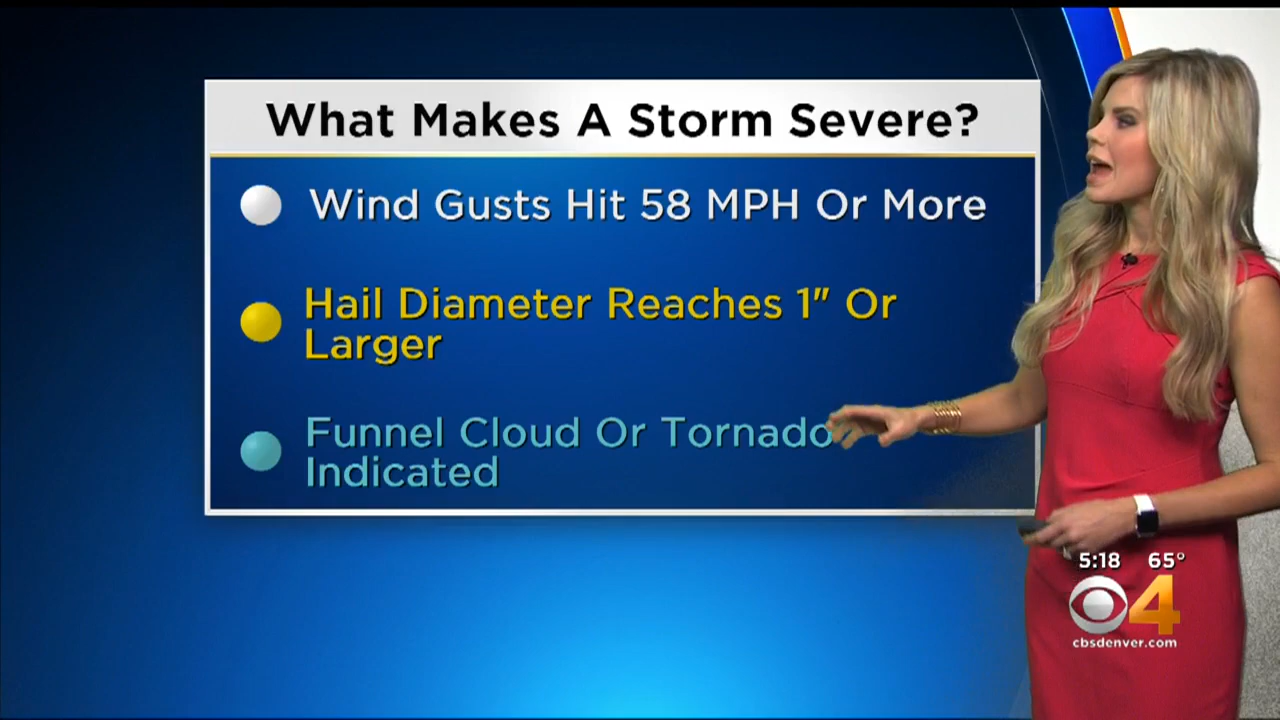 What Makes A Storm Severe?
Wind Gusts Hit 58 MPH Or More
Hail Diameter Reaches 1" Or
Larger
Funnel Cloud Or Tornado
Indicated
5:18 65°
4
cbsdenver.com